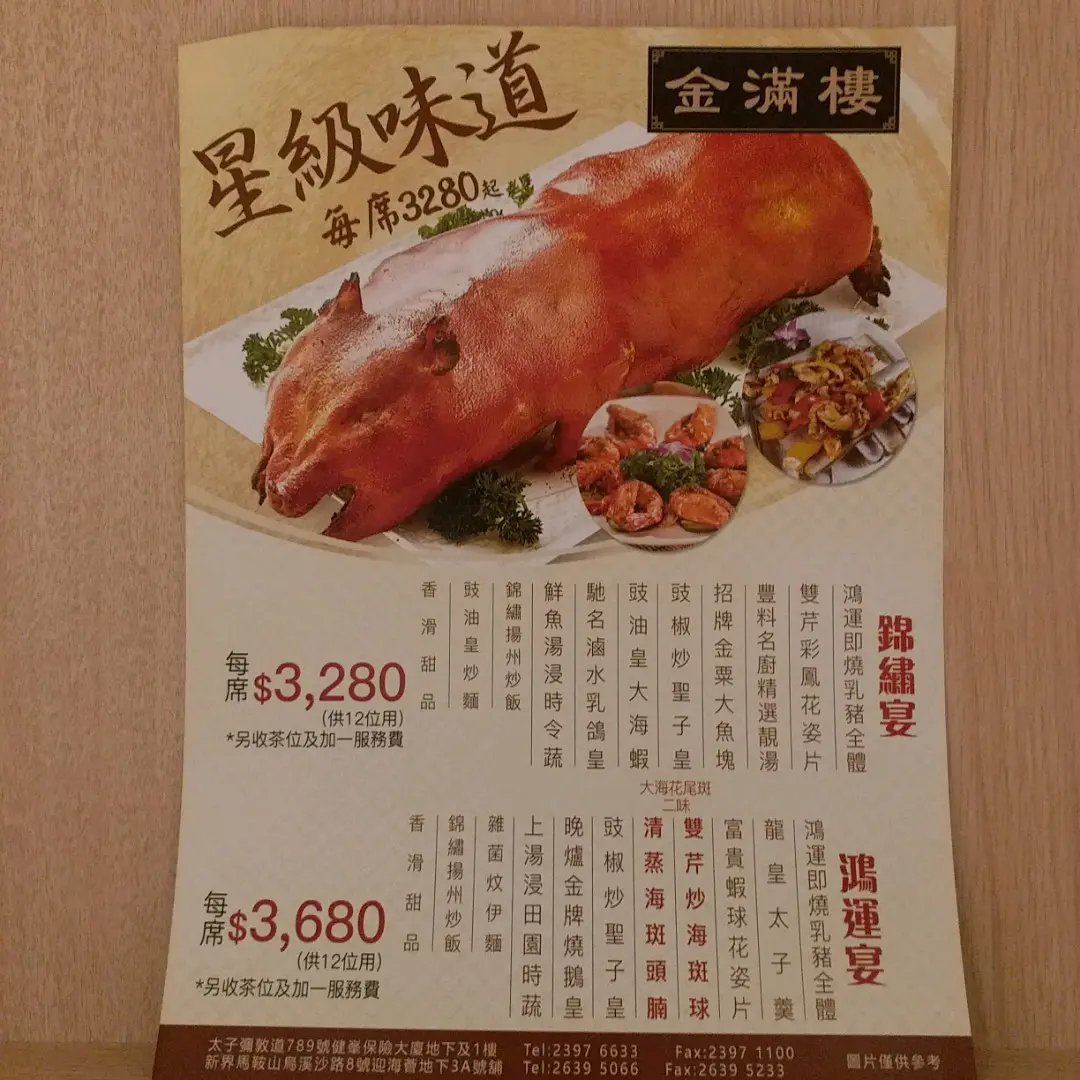 金滿樓
星級味道
每席3280起
錦繡宴
鴻運即燒乳豬全體
雙芹彩鳳花姿片
豐料名廚精選靚湯
招牌金粟大魚塊
豉椒炒聖子皇
豉油皇大海蝦
馳名滷水乳鴿皇
鮮魚湯浸時令蔬
錦繡揚州炒飯
豉油皇炒麵
香滑甜品
每席$3,280
(供12位用)
*另收茶位及加一服務費
鴻運宴
鴻運即燒乳豬全體
龍皇太子羹
富貴蝦球花姿片
大海花尾斑
二味
雙芹炒海斑球
清蒸海斑頭腩
豉椒炒聖子皇
晚爐金牌燒鵝皇
上湯浸田園時蔬
雜菌炆伊麵
錦繡揚州炒飯
香滑甜品
每席$3,680
(供12位用)
*另收茶位及加一服務費
太子彌敦道789號健峯保險大廈地下及1樓 Tel:2397 6633 Fax:2397 1100
新界馬鞍山烏溪沙路8號迎海薈地下3A號舖 Tel:2639 5066 Fax:2639 5233
圖片僅供參考